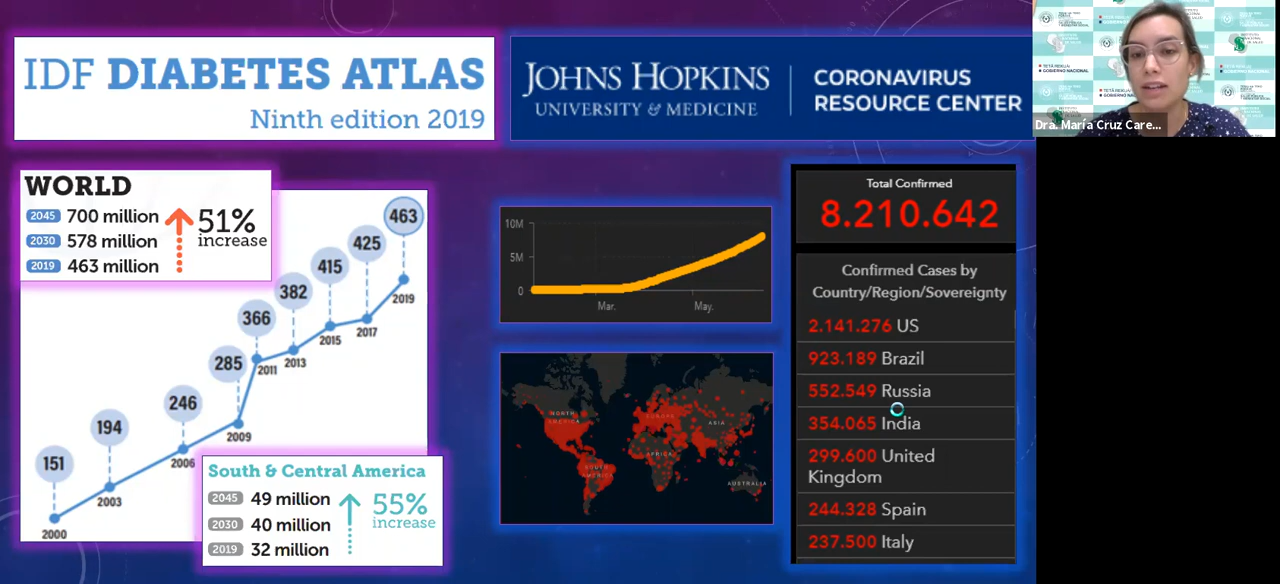 IDF DIABETES ATLAS
Ninth edition 2019
JOHNS HOPKINS
UNIVERSITY & MEDICINE
CORONAVIRUS
RESOURCE CENTER
Dra. María Cruz Care...
WORLD
2045 700 million
2030 578 million
2019 463 million
51%
increase
463
425
415
382
366
285
246
194
151
2019
2017
2015
2013
2011
2009
2006
2003
2000
South & Central America
2045 49 million
2030 40 million
2019 32 million
55%
increase
10M
5M
0
Mar.
May.
NORTH
AMERICA
EUROPE
ASIA
AFRICA
SOUTH
AMERICA
AUSTRALIA
Total Confirmed
8.210.642
Confirmed Cases by
Country/Region/Sovereignty
2.141.276 US
923.189 Brazil
552.549 Russia
354.065 India
299.600 United
Kingdom
244.328 Spain
237.500 Italy